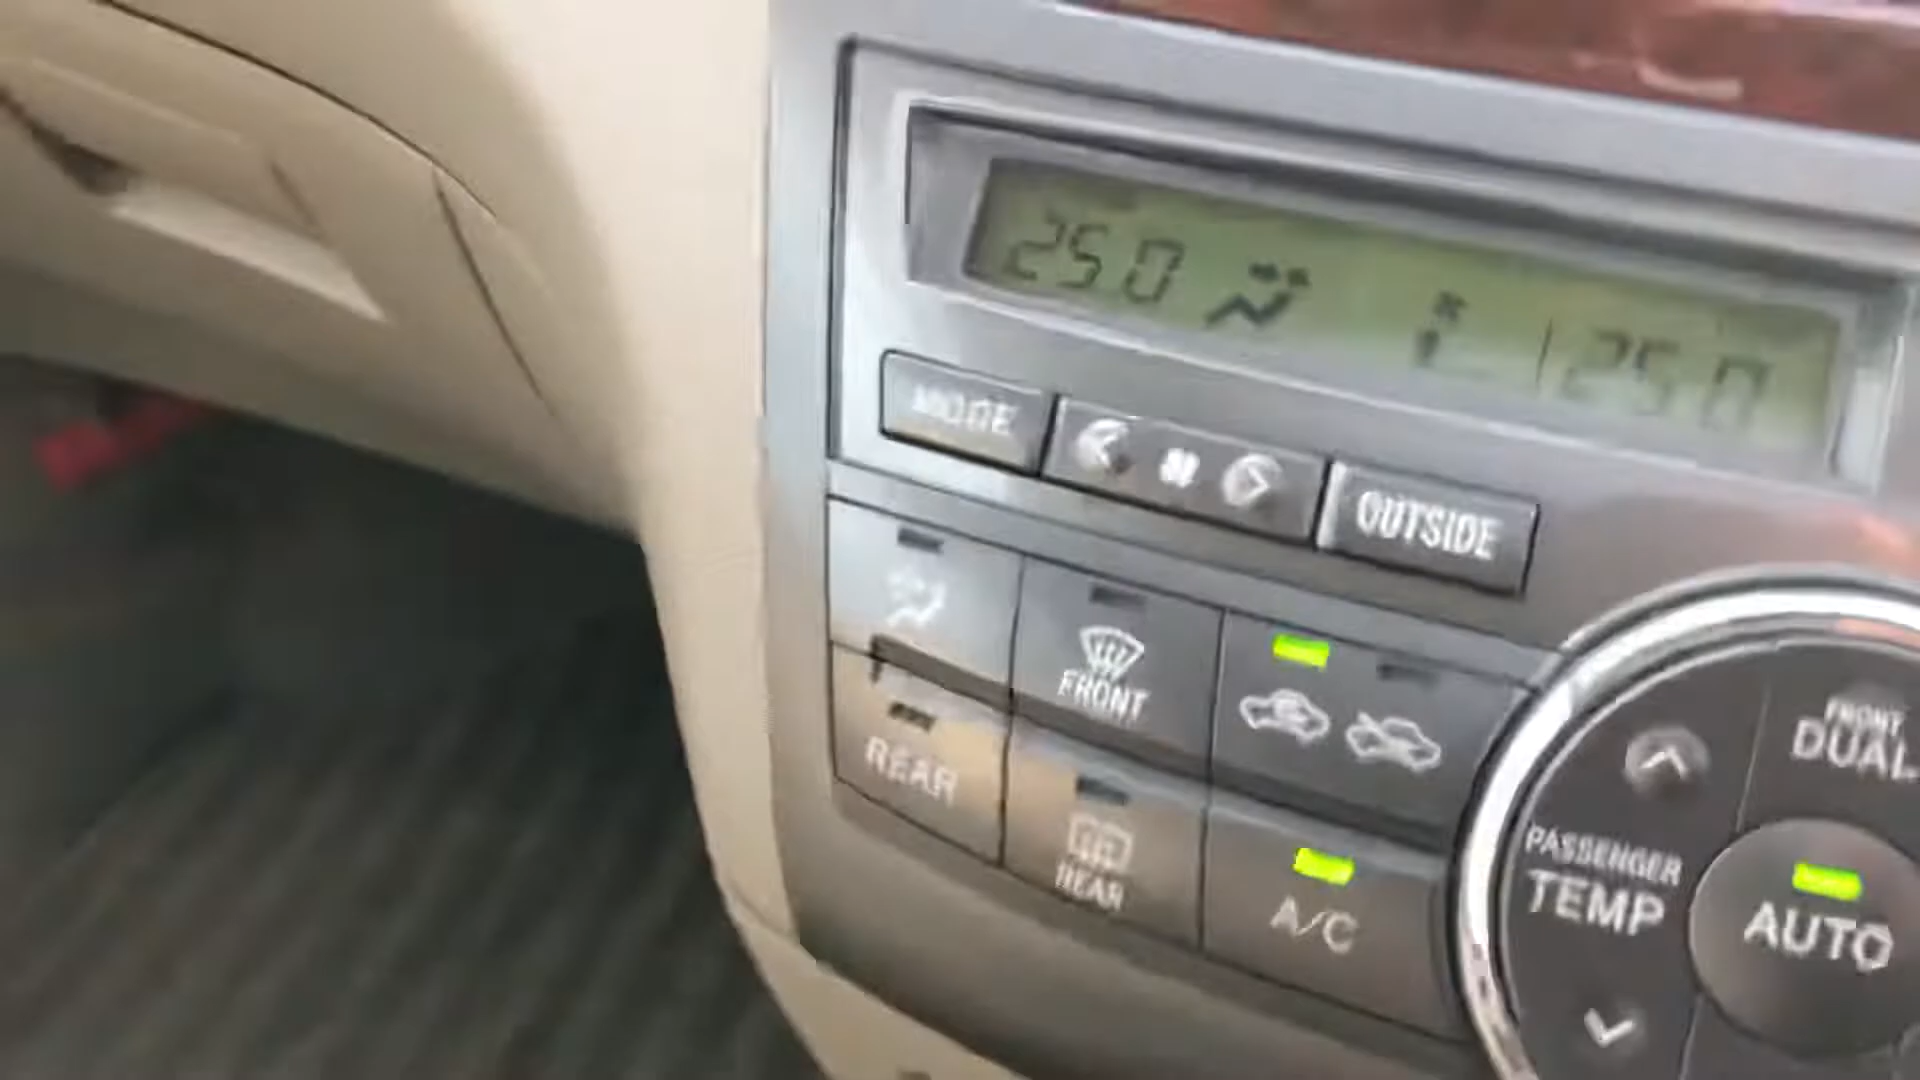 25.0 25.0
MODE
OUTSIDE
FRONT
REAR
REAR
A/C
FRONT
DUAL
PASSENGER
TEMP
AUTO